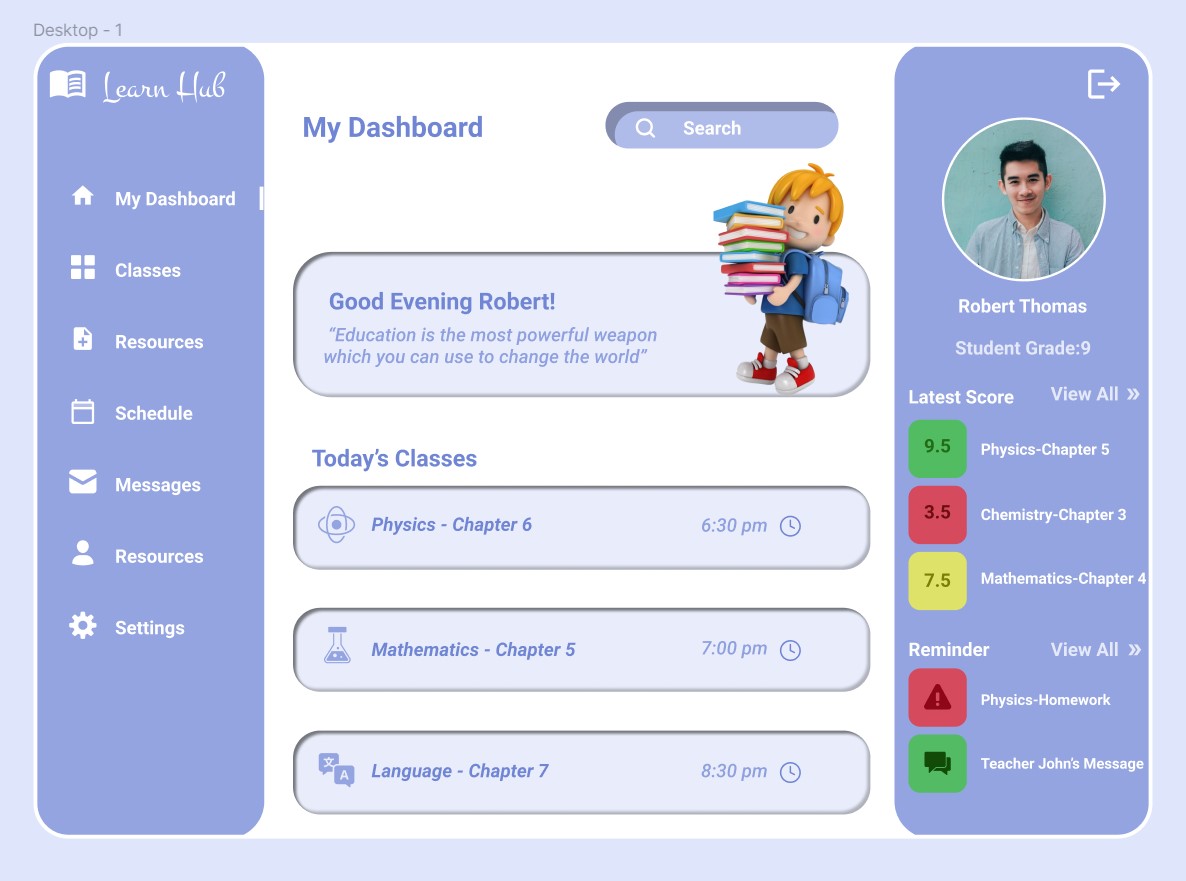 Desktop - 1
Learn Hub
My Dashboard
Classes
Resources
Schedule
Messages
Resources
Settings
My Dashboard
Search
Good Evening Robert!
“Education is the most powerful weapon
which you can use to change the world”
Today’s Classes
Physics - Chapter 6
6:30 pm
Mathematics - Chapter 5
7:00 pm
文
A
Language - Chapter 7
8:30 pm
Robert Thomas
Student Grade:9
Latest Score
View All »
9.5
Physics-Chapter 5
3.5
Chemistry-Chapter 3
7.5
Mathematics-Chapter 4
Reminder
View All »
Physics-Homework
Teacher John's Message